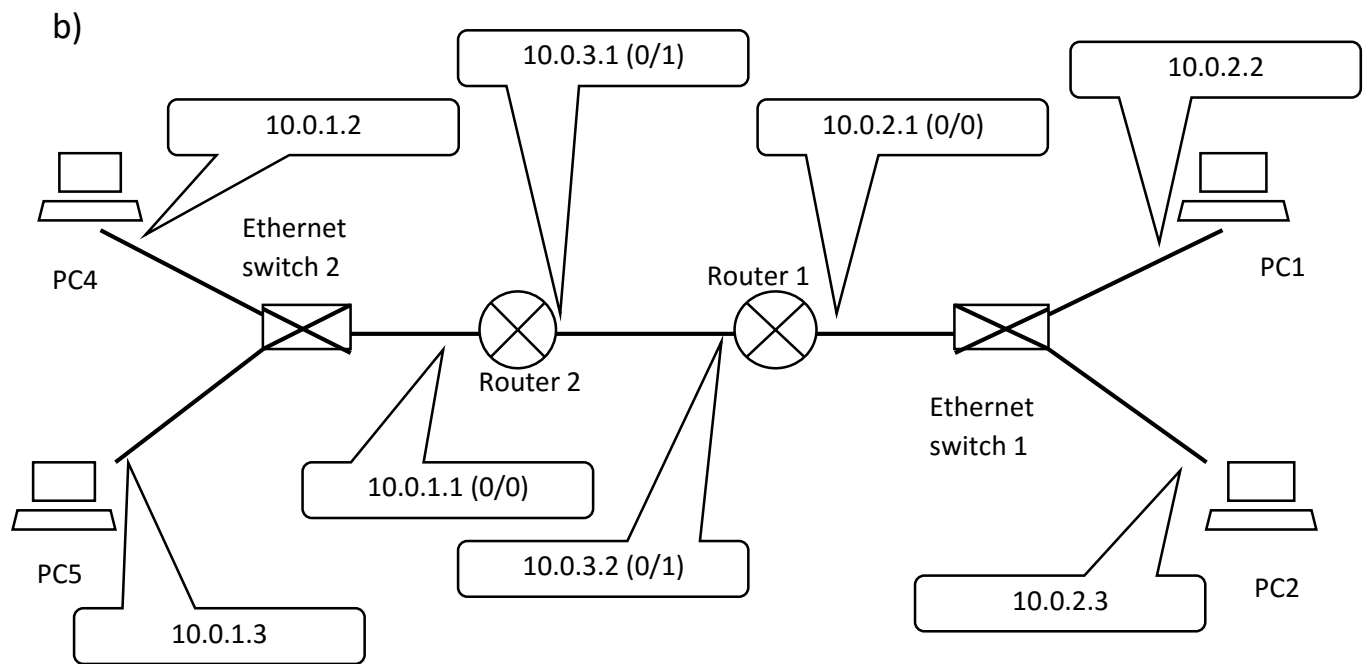 b)
10.0.3.1 (0/1)
10.0.2.2
10.0.1.2
10.0.2.1 (0/0)
Ethernet
switch 2
PC4
Router 1
PC1
Router 2
Ethernet
switch 1
10.0.1.1 (0/0)
10.0.3.2 (0/1)
PC5
PC2
10.0.2.3
10.0.1.3